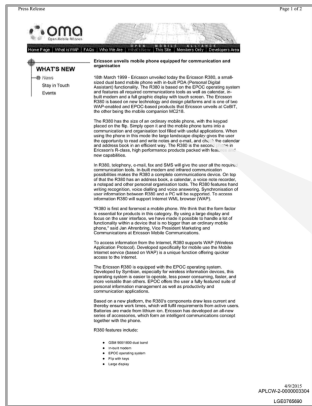 Press Release Page 1 of 2
oma
Open Mobile Alliance
OPEN MOBILE ALLIANCE
Home Page What is WAP FAQs Who We Are What's New This Site Members Only Developers Area
WHAT'S NEW
News
Stay in Touch
Events
Ericsson unveils mobile phone equipped for communication and
organisation
18th March 1999 - Ericsson unveiled today the Ericsson R380, a small-
sized dual band mobile phone with in-built PDA (Personal Digital
Assistant) functionality. The R380 is based on the EPOC operating system
and features all required communications tools as well as calendar, in-
built modem and a full graphic display with touch screen. The Ericsson
R380 is based on new technology and design platforms and is one of two
WAP-enabled and EPOC-based products that Ericsson unveils at CeBIT,
the other being the mobile companion MC218.
The R380 has the size of an ordinary mobile phone, with the keypad
placed on the flip. Simply open it and the mobile phone turns into a
communication and organisation tool filled with useful applications. When
using the phone in this mode the large landscape display gives the user
the opportunity to read and write notes and e-mail, and the calendar
and address book in an efficient way. The R380 is the second in
Ericsson's R-class, high performance products packed with
new capabilities.
In R380, telephony, e-mail, fax and SMS will give the user all the required
communication tools. In-built modem and infrared communication
possibilities makes the R380 a complete communications device. On top
of that the R380 has an address book, a calendar, a voice note recorder,
a notepad and other personal organisation tools. The R380 features hand
writing recognition, voice dialling and voice answering. Synchronisation of
user information between R380 and a PC will be supported. To access
information R380 will support Internet WML browser (WAP).
"R380 is first and foremost a mobile phone. We think that the form factor
is essential for products in this category. By using a large display and
focus on the user interface, we have made it possible to handle a lot of
functionality within a device that is no bigger than an ordinary mobile
phone," said Jan Ahrenbring, Vice President Marketing and
Communications at Ericsson Mobile Communications.
To access information from the Internet, R380 supports WAP (Wireless
Application Protocol). Developed specifically for mobile use the Mobile
Internet service (based on WAP) is a unique function offering quicker
access to the Internet.
The Ericsson R380 is equipped with the EPOC operating system.
Developed by Symbian, especially for wireless information devices, this
operating system is easier to operate, less power consuming, faster, and
more versatile than others. EPOC offers the user a fully featured suite of
personal information management as well as productivity and
communication applications.
Based on a new platform, the R380's components draw less current and
thereby ensure work times, which will fulfil requirements from active users.
Batteries are made from lithium ion. Ericsson has developed an all-new
series of accessories, which form an intelligent communications concept
together with the phone.
R380 features include:
GSM 900/1800 dual band
In-built modem
EPOC operating system
Flip with keys
Large display
4/9/2015
APLCW-2-0000003304
LGE03765690